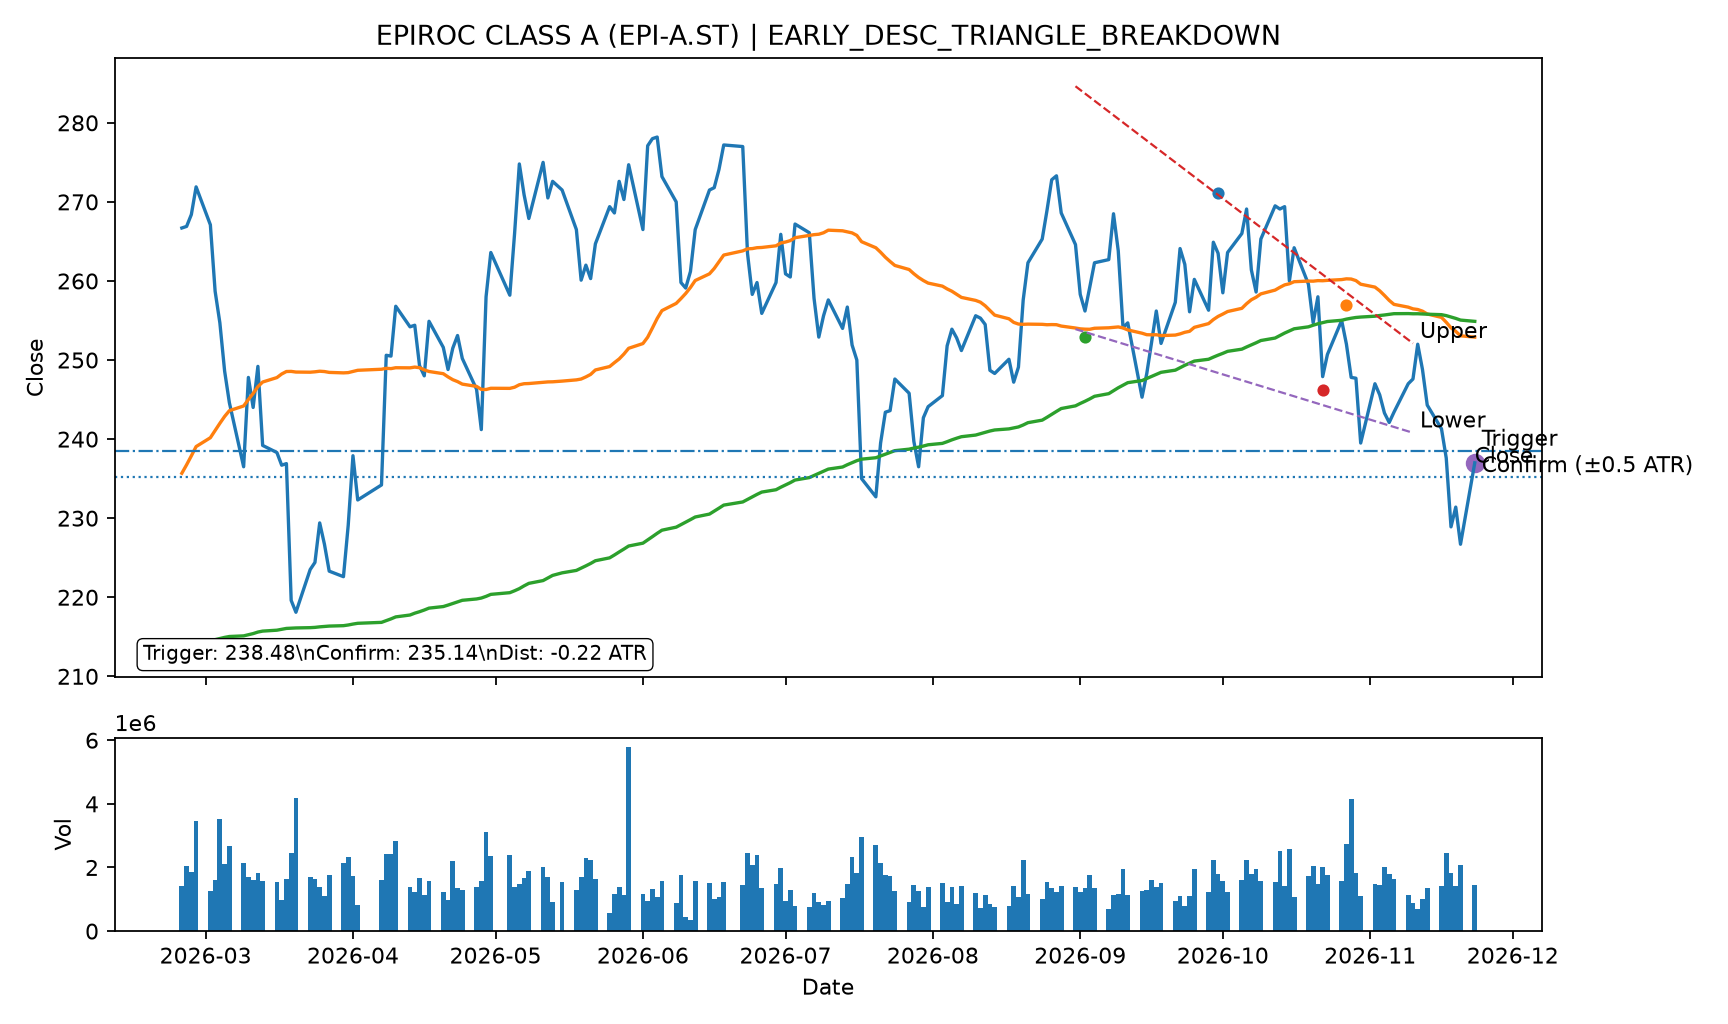 EPIROC CLASS A (EPI-A.ST) | EARLY_DESC_TRIANGLE_BREAKDOWN
Close
280
270
260
250
240
230
220
210
Upper
Lower
Trigger
Close
Confirm (±0.5 ATR)
Trigger: 238.48\nConfirm: 235.14\nDist: -0.22 ATR
1e6
Vol
6
4
2
0
2026-03 2026-04 2026-05 2026-06 2026-07 2026-08 2026-09 2026-10 2026-11 2026-12
Date